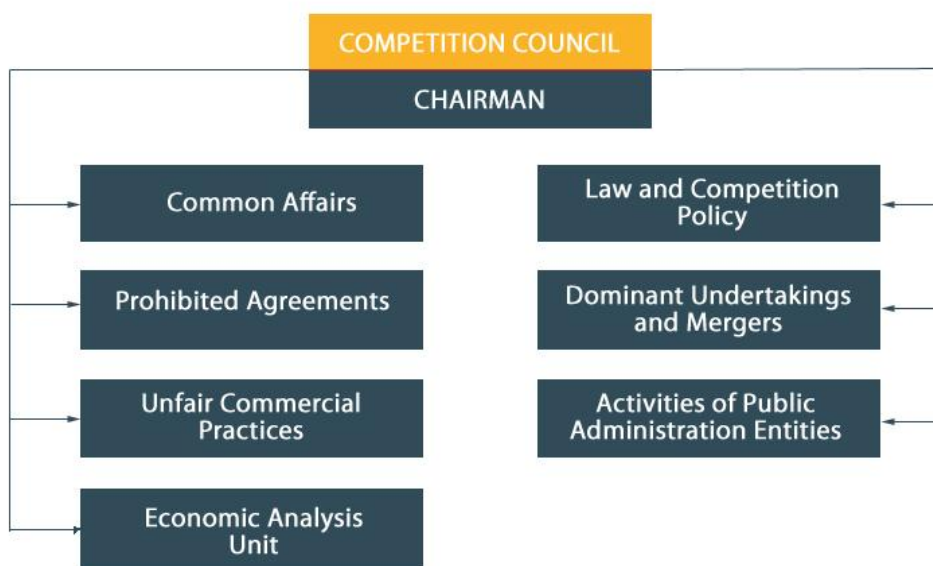 COMPETITION COUNCIL
CHAIRMAN
Common Affairs
Prohibited Agreements
Unfair Commercial
Practices
Economic Analysis
Unit
Law and Competition
Policy
Dominant Undertakings
and Mergers
Activities of Public
Administration Entities